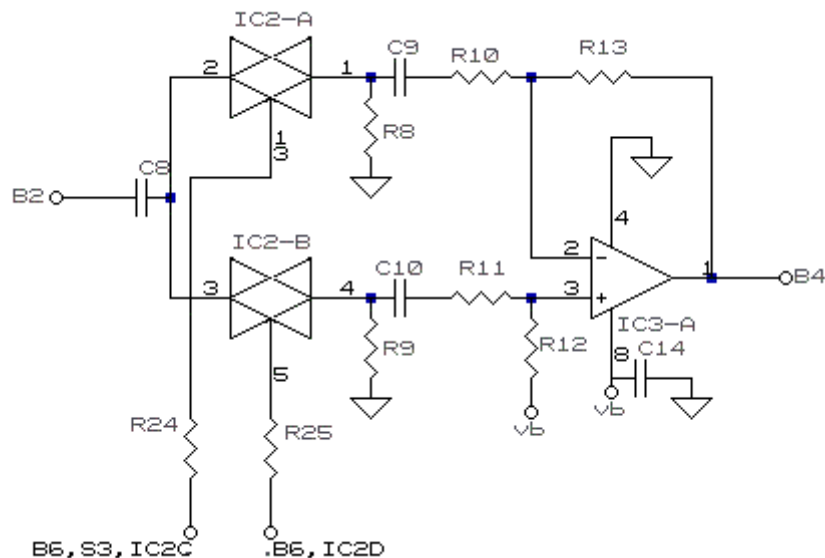 IC2-A
C9
R10
R13
2
1
R8
1
3
4
C8
B2
IC2-B
2
1
B4
C10
R11
3
4
3
IC3-A
R9
R12
8
C14
5
R24
R25
vb
vb
B6,S3,IC2C
.B6,IC2D